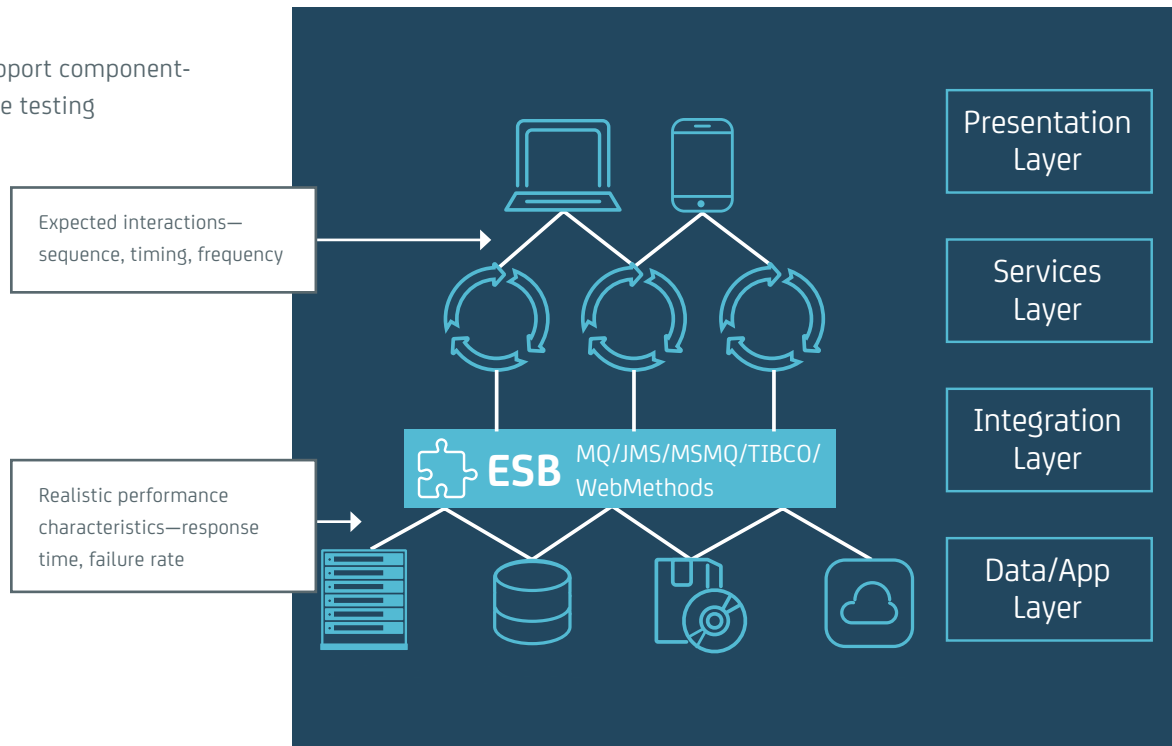 component-
testing
Presentation
Layer
Expected interactions—
sequence, timing, frequency
Services
Layer
Integration
Layer
ESB
MQ/JMS/MSMQ/TIBCO/
WebMethods
Realistic performance
characteristics—response
time, failure rate
Data/App
Layer